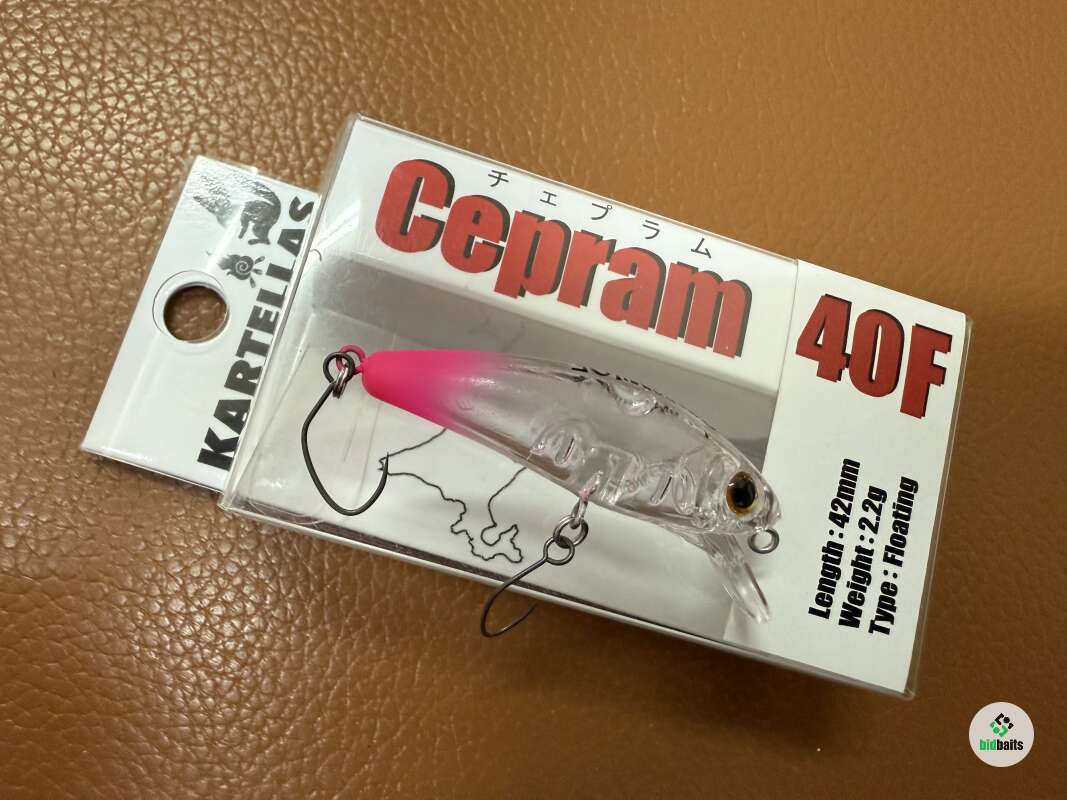 KARTELLAS
チェプラム
Cepram
40F
Length : 42mm
Weight : 2.2g
Type : Floating
bidbaits